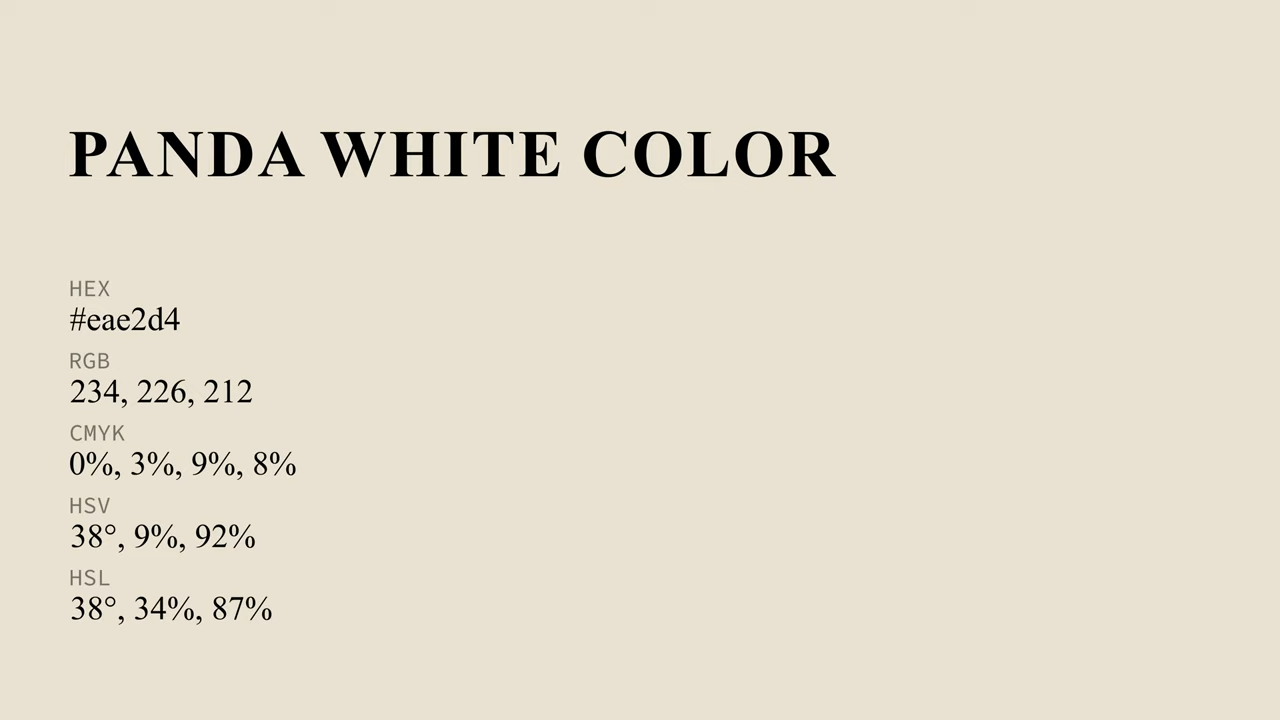 PANDA WHITE COLOR
HEX
#eae2d4
RGB
234, 226, 212
CMYK
0%, 3%, 9%, 8%
HSV
38°, 9%, 92%
HSL
38°, 34%, 87%